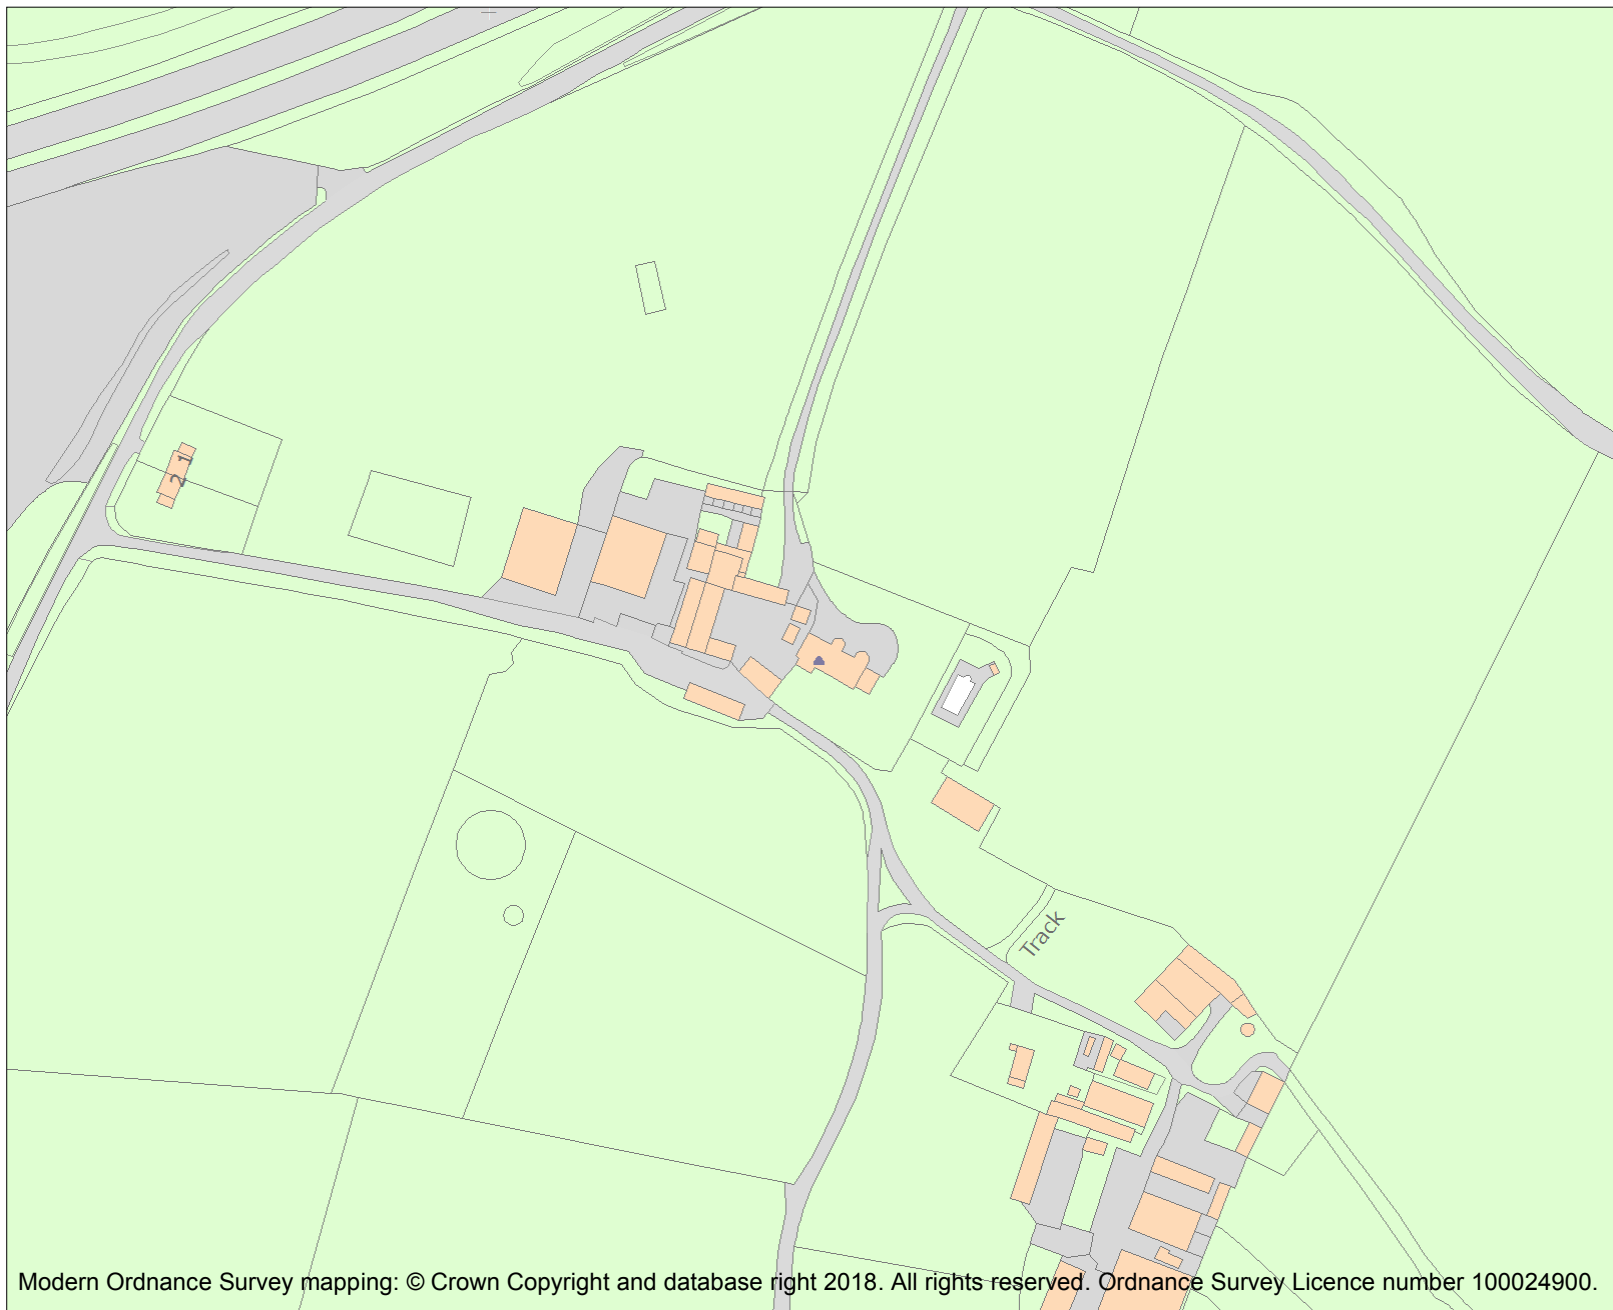 1
2
Track
Modern Ordnance Survey mapping: © Crown Copyright and database right 2018. All rights reserved. Ordnance Survey Licence number 100024900.